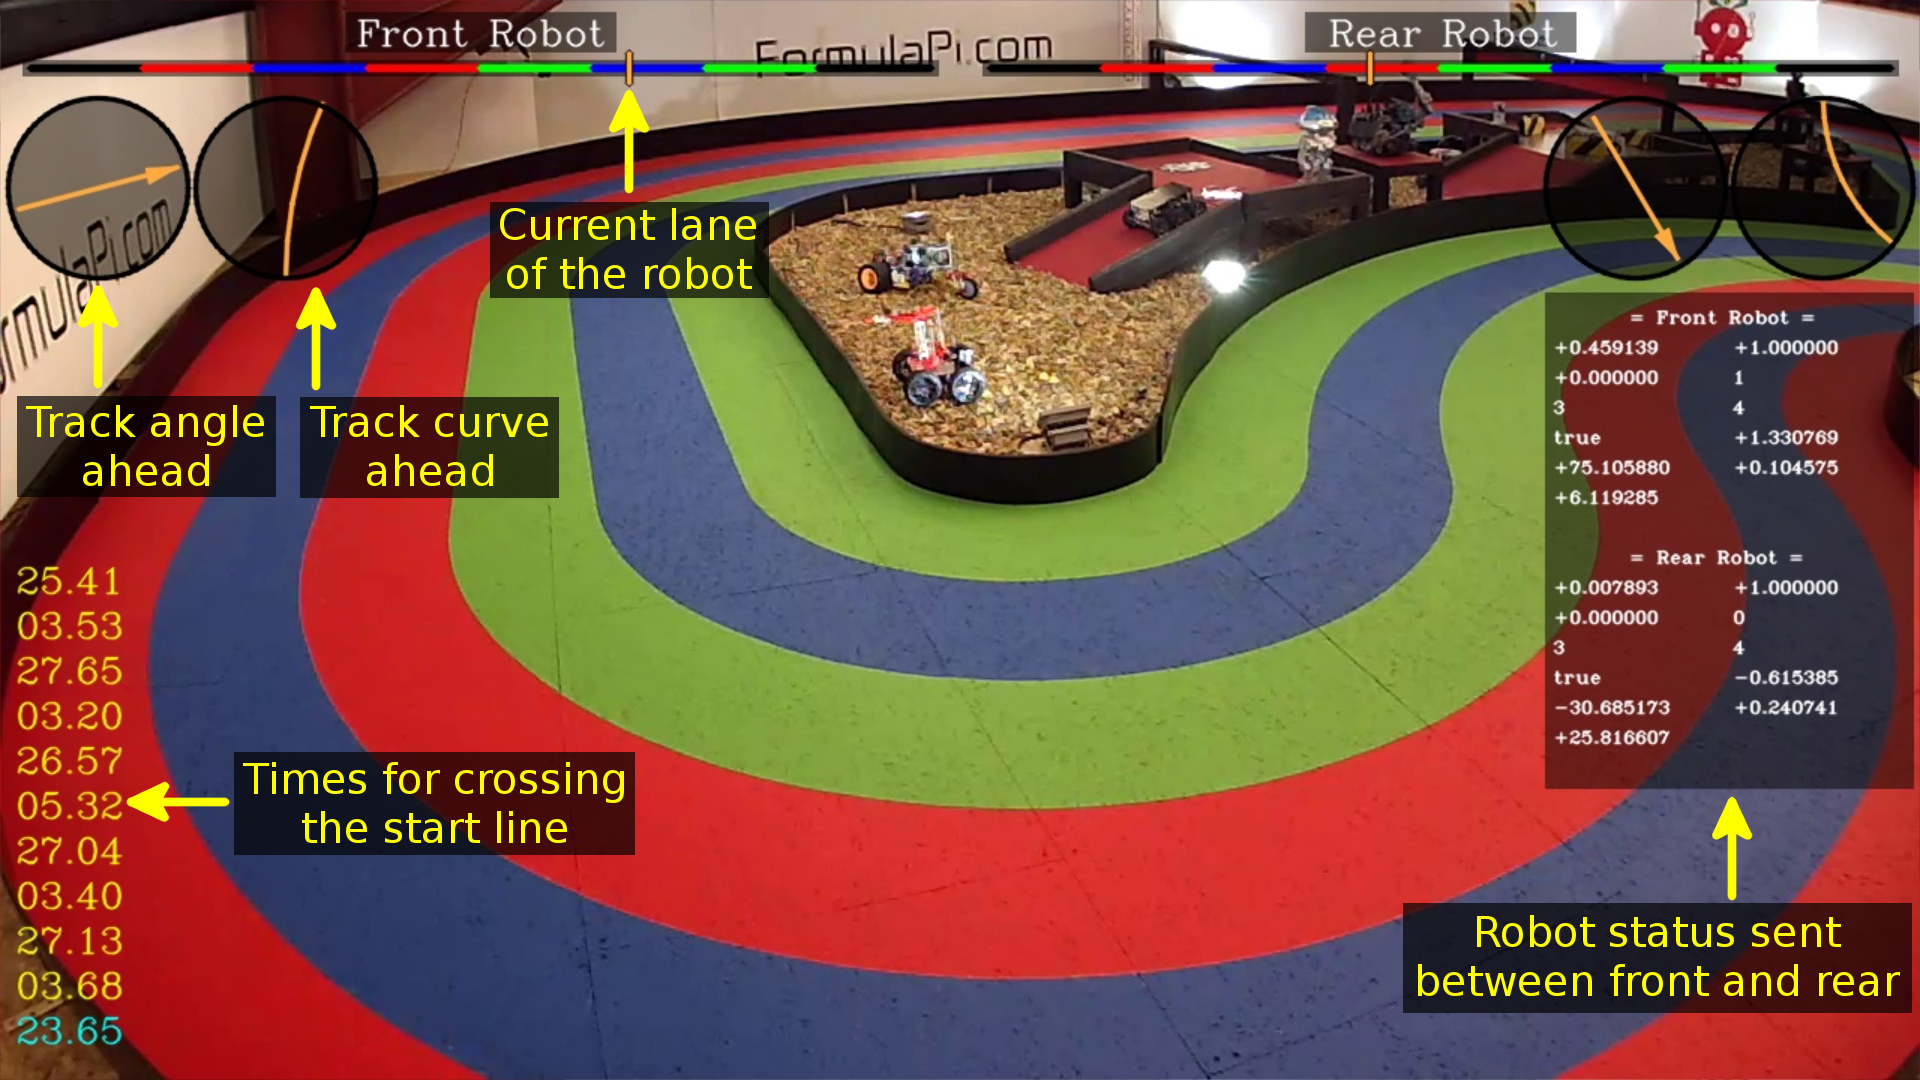 Front Robot
FormulaPi.com
Rear Robot
Current lane
of the robot
Track angle
ahead
Track curve
ahead
25.41
03.53
27.65
03.20
26.57
05.32
27.04
03.40
27.13
03.68
23.65
Times for crossing
the start line
= Front Robot =
+0.459139 +1.000000
+0.000000 1
3 4
true +1.330769
+75.105880 +0.104575
+6.119285
= Rear Robot =
+0.007893 +1.000000
+0.000000 0
3 4
true -0.615385
-30.685173 +0.240741
+25.816607
Robot status sent
between front and rear
ormulaPi.com